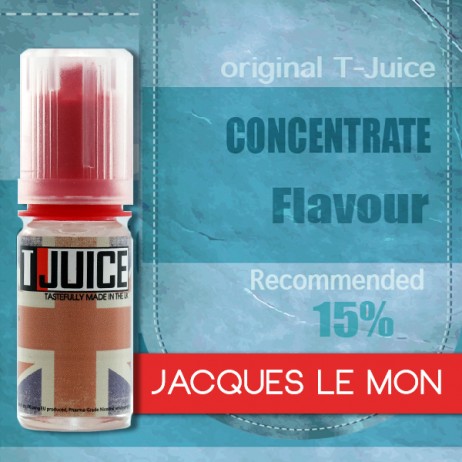 original T-Juice
CONCENTRATE
Flavour
Recommended
15%
JACQUES LE MON
T JUICE
TASTEFULLY MADE IN THE UK